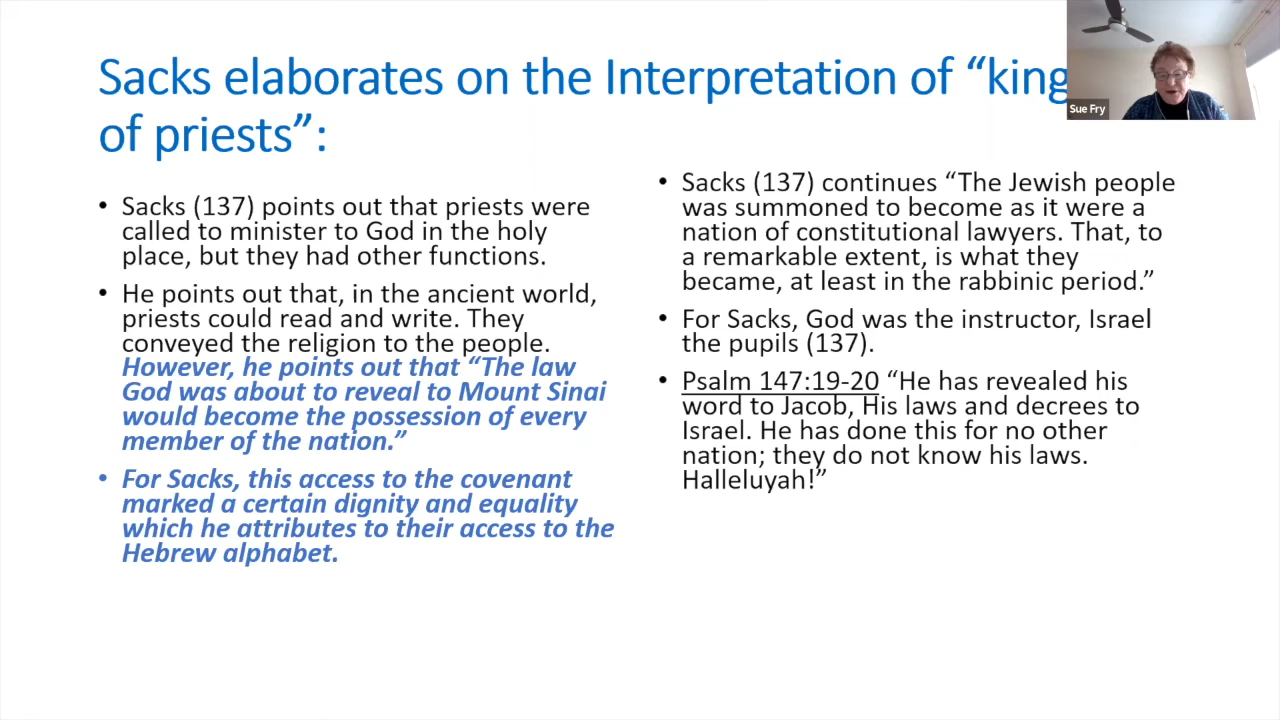 Sacks elaborates on the Interpretation of “king
of priests”:
• Sacks (137) points out that priests were
called to minister to God in the holy
place, but they had other functions.
• He points out that, in the ancient world,
priests could read and write. They
conveyed the religion to the people.
However, he points out that “The law
God was about to reveal to Mount Sinai
would become the possession of every
member of the nation.”
• For Sacks, this access to the covenant
marked a certain dignity and equality
which he attributes to their access to the
Hebrew alphabet.
• Sacks (137) continues “The Jewish people
was summoned to become as it were a
nation of constitutional lawyers. That, to
a remarkable extent, is what they
became, at least in the rabbinic period.”
• For Sacks, God was the instructor, Israel
the pupils (137).
• Psalm 147:19-20 “He has revealed his
word to Jacob, His laws and decrees to
Israel. He has done this for no other
nation; they do not know his laws.
Halleluyah!”
Sue Fry